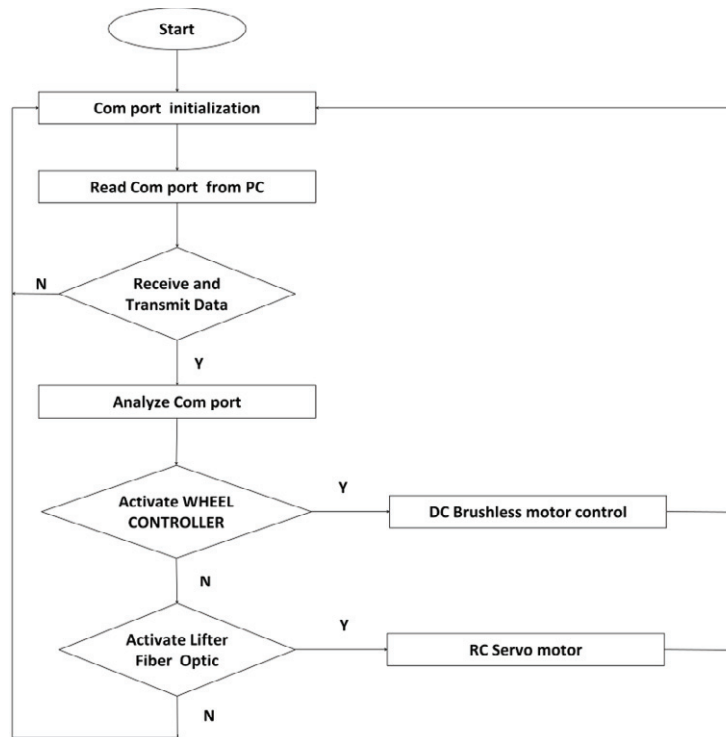 Start
Com port initialization
Read Com port from PC
N
Receive and
Transmit Data
Y
Analyze Com port
Activate WHEEL
CONTROLLER
Y
DC Brushless motor control
N
Activate Lifter
Fiber Optic
Y
RC Servo motor
N